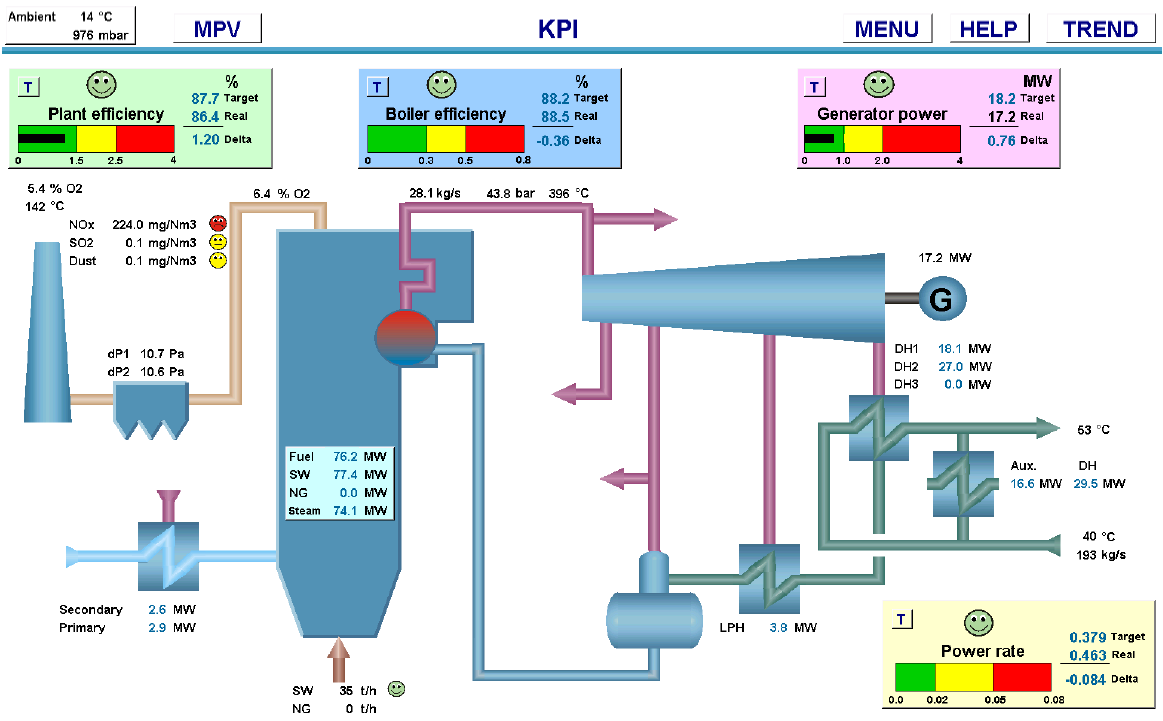 Ambient 14 °C
976 mbar
MPV
KPI
MENU
HELP
TREND
T
%
87.7 Target
Plant efficiency
86.4 Real
1.20 Delta
0 1.5 2.5 4
T
%
88.2 Target
Boiler efficiency
88.5 Real
-0.36 Delta
0 0.3 0.5 0.8
T
MW
18.2 Target
Generator power
17.2 Real
0.76 Delta
0 1.0 2.0 4
5.4 % O2
142 °C
6.4 % O2
28.1 kg/s 43.8 bar 396 °C
NOx 224.0 mg/Nm3
SO2 0.1 mg/Nm3
Dust 0.1 mg/Nm3
17.2 MW
G
dP1 10.7 Pa
dP2 10.6 Pa
DH1 18.1 MW
DH2 27.0 MW
DH3 0.0 MW
53 °C
Fuel 76.2 MW
SW 77.4 MW
NG 0.0 MW
Steam 74.1 MW
Aux. DH
16.6 MW 29.5 MW
40 °C
193 kg/s
Secondary 2.6 MW
Primary 2.9 MW
LPH 3.8 MW
SW 35 t/h
NG 0 t/h
T
0.379 Target
Power rate
0.463 Real
-0.084 Delta
0.0 0.02 0.05 0.08